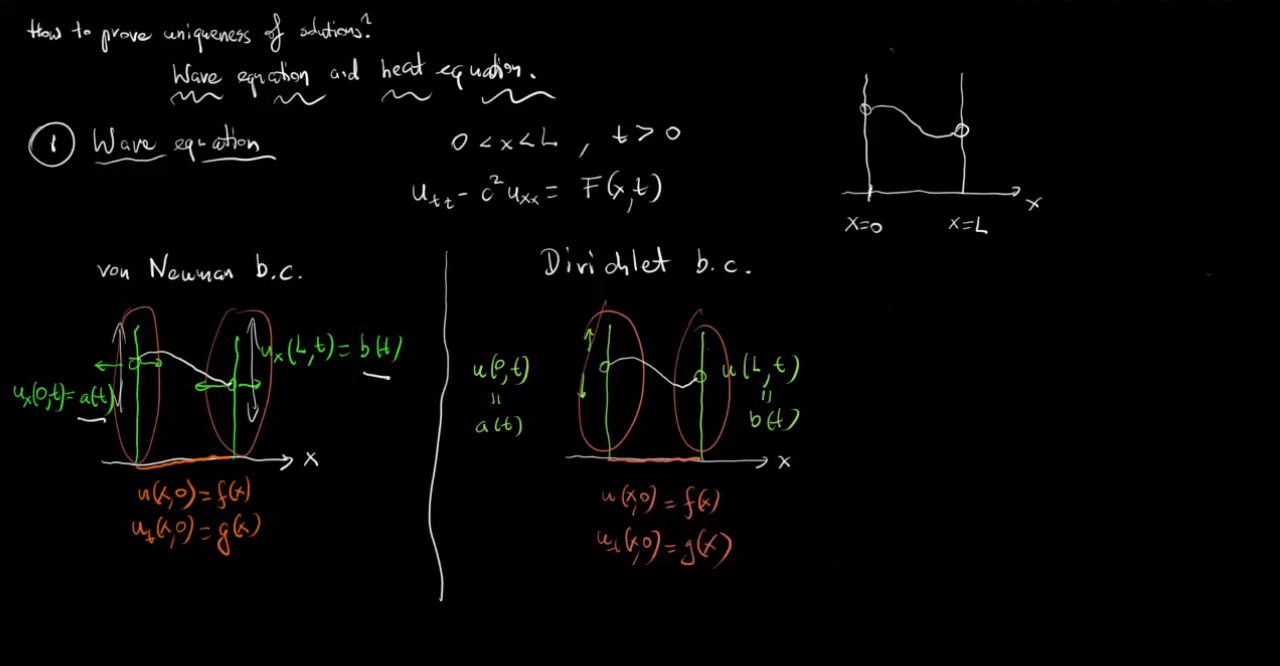 How to prove uniqueness of solutions?
Wave equation and heat equation.
1 Wave equation
0 < x < L , t > 0
u_tt - c²u_xx = F(x,t)
x
x=0 x=L
von Newman b.c.
u_x(L,t) = b(t)
u_x(0,t) = a(t)
x
u(x,0) = f(x)
u_t(x,0) = g(x)
Dirichlet b.c.
u(0,t)
=
a(t)
u(L,t)
=
b(t)
x
u(x,0) = f(x)
u_t(x,0) = g(x)